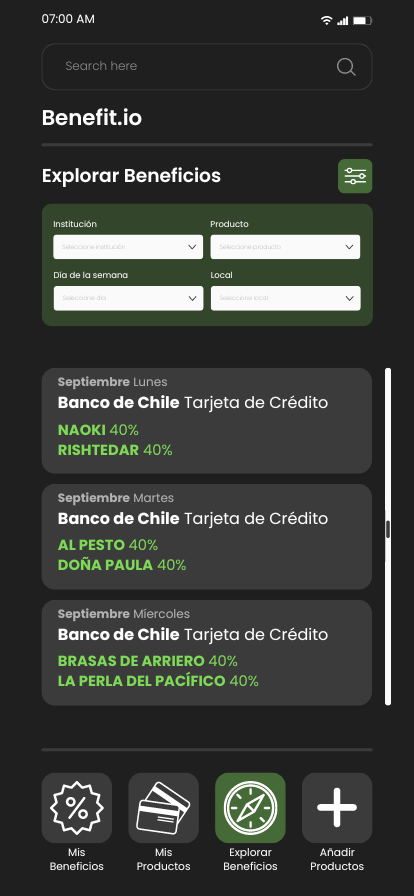 07:00 AM
Search here
Benefit.io
Explorar Beneficios
Institución Producto
Seleccione institución Seleccione producto
Día de la semana Local
Seleccione día Seleccione local
Septiembre Lunes
Banco de Chile Tarjeta de Crédito
NAOKI 40%
RISHTEDAR 40%
Septiembre Martes
Banco de Chile Tarjeta de Crédito
AL PESTO 40%
DOÑA PAULA 40%
Septiembre Míercoles
Banco de Chile Tarjeta de Crédito
BRASAS DE ARRIERO 40%
LA PERLA DEL PACÍFICO 40%
Mis Mis Explorar Añadir
Beneficios Productos Beneficios Productos